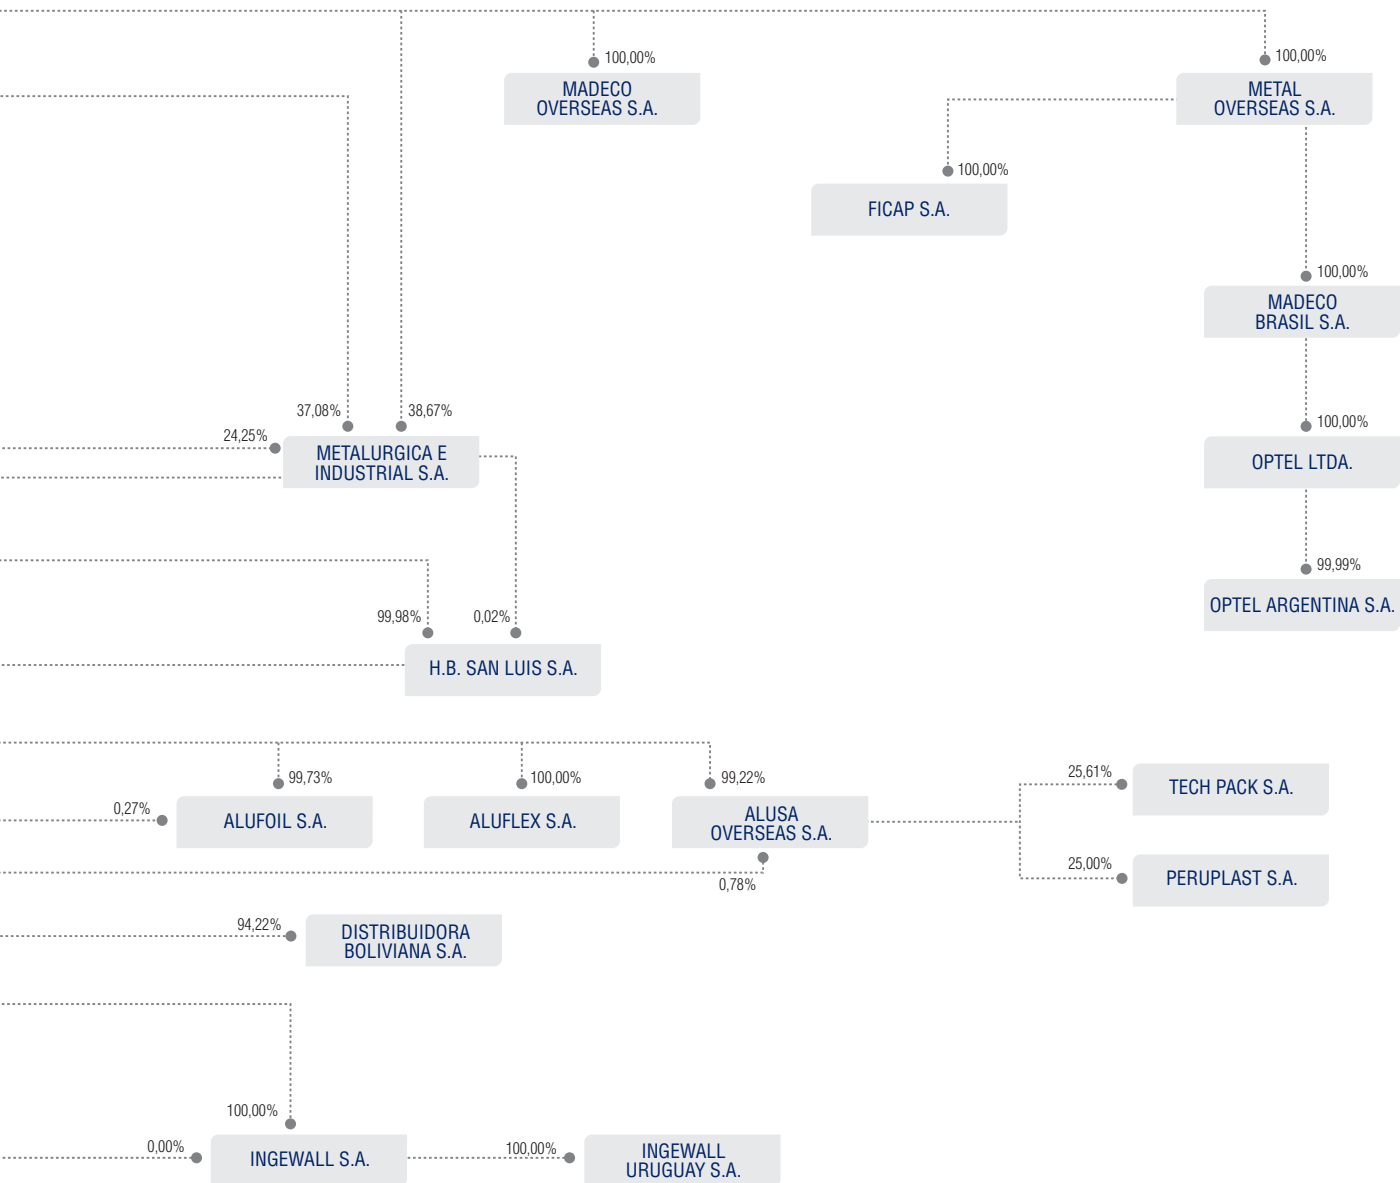 100,00%
MADECO
OVERSEAS S.A.
100,00%
METAL
OVERSEAS S.A.
100,00%
FICAP S.A.
100,00%
MADECO
BRASIL S.A.
37,08%
38,67%
24,25%
METALURGICA E
INDUSTRIAL S.A.
100,00%
OPTEL LTDA.
99,99%
OPTEL ARGENTINA S.A.
99,98%
0,02%
H.B. SAN LUIS S.A.
99,73%
100,00%
99,22%
0,27%
ALUFOIL S.A.
ALUFLEX S.A.
ALUSA
OVERSEAS S.A.
0,78%
25,61%
TECH PACK S.A.
25,00%
PERUPLAST S.A.
94,22%
DISTRIBUIDORA
BOLIVIANA S.A.
100,00%
0,00%
INGEWALL S.A.
100,00%
INGEWALL
URUGUAY S.A.